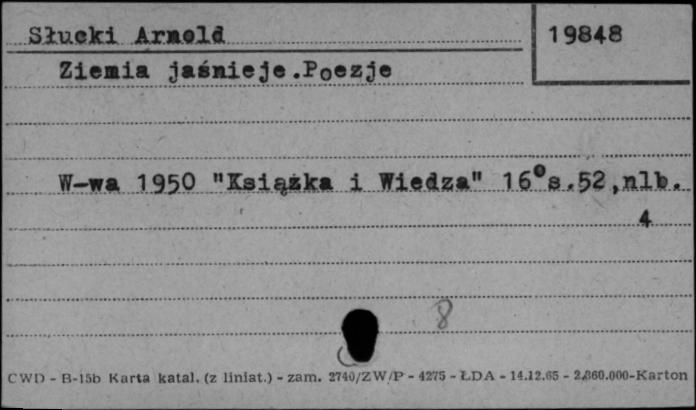 Słucki Arnold 19848
Ziemia jaśnieje.Poezje
W-wa 1950 "Książka i Wiedza" 16° s.52,nlb.
4
8
CWD - B-15b Karta katal. (z liniat.) - zam. 2740/ZW/P - 4275 - ŁDA - 14.12.65 - 2.860.000-Karton